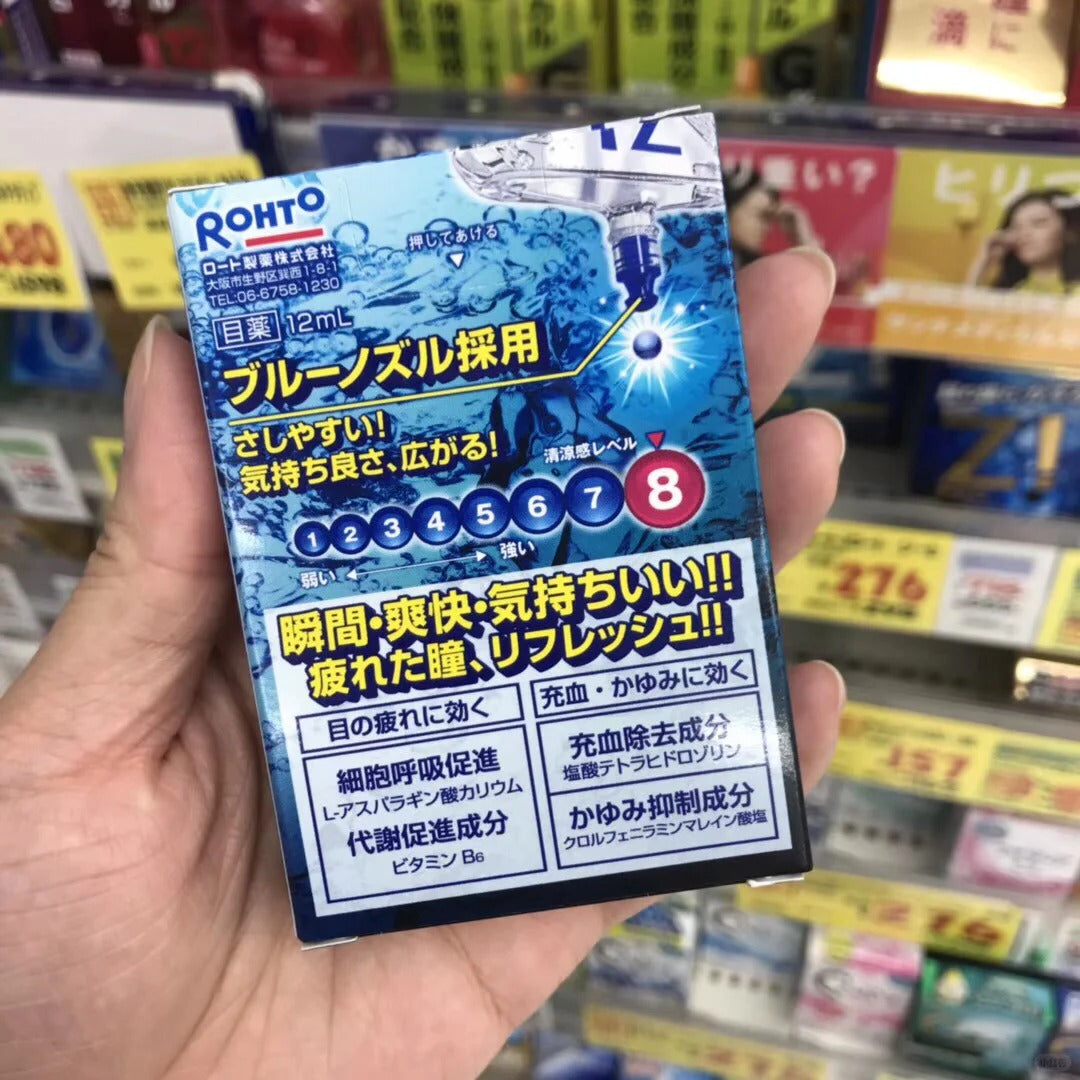 ROHTO
ロート製薬株式会社
大阪市生野区巽西1-8-1
TEL:06-6758-1230
目薬 12mL
押してあける
ブルーノズル採用
さしやすい!
気持ち良さ、広がる!
清涼感レベル
1 2 3 4 5 6 7 8
弱い 強い
瞬間・爽快・気持ちいい!!
疲れた瞳、リフレッシュ!!
目の疲れに効く
細胞呼吸促進
L-アスパラギン酸カリウム
代謝促進成分
ビタミン B6
充血・かゆみに効く
充血除去成分
塩酸テトラヒドロゾリン
かゆみ抑制成分
クロルフェニラミンマレイン酸塩
Z!
276
157